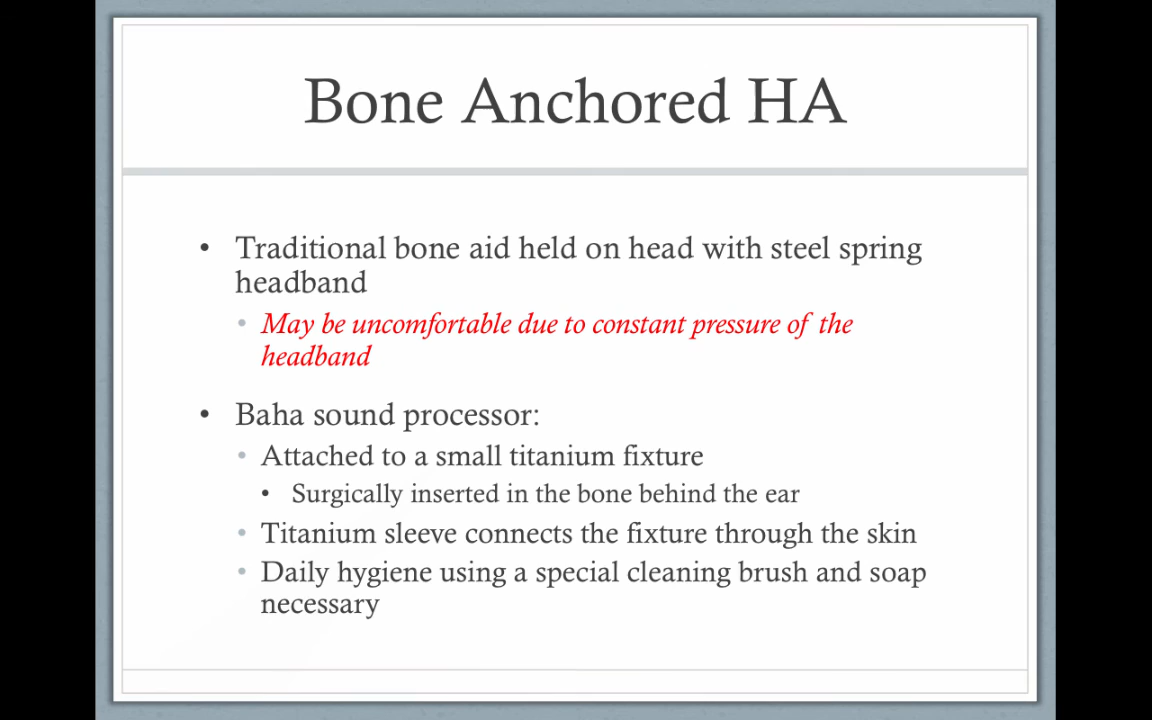 Bone Anchored HA
• Traditional bone aid held on head with steel spring
headband
• May be uncomfortable due to constant pressure of the
headband
• Baha sound processor:
• Attached to a small titanium fixture
• Surgically inserted in the bone behind the ear
• Titanium sleeve connects the fixture through the skin
• Daily hygiene using a special cleaning brush and soap
necessary